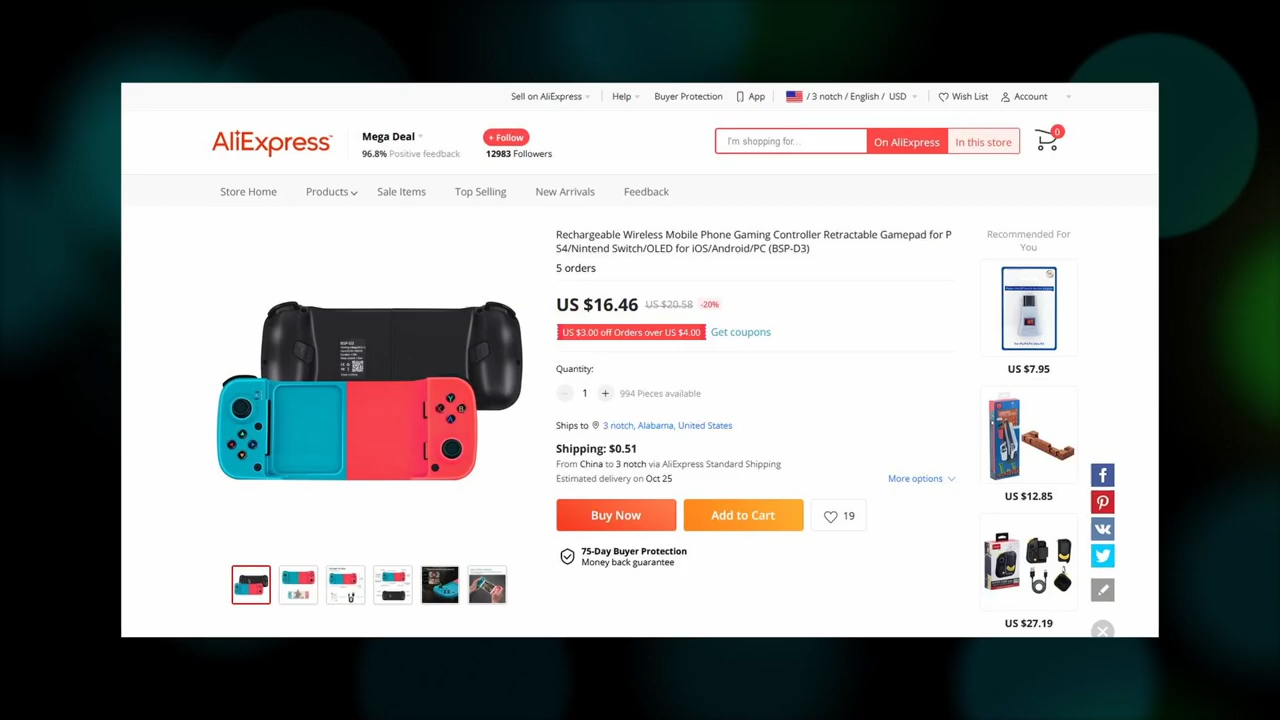 Sell on AliExpress
Help
Buyer Protection
App
/ 3 notch / English / USD
Wish List
Account
AliExpress™
Mega Deal
96.8% Positive feedback
+ Follow
12983 Followers
I'm shopping for...
On AliExpress
In this store
0
Store Home
Products
Sale Items
Top Selling
New Arrivals
Feedback
Rechargeable Wireless Mobile Phone Gaming Controller Retractable Gamepad for P
S4/Nintend Switch/OLED for iOS/Android/PC (BSP-D3)
5 orders
US $16.46 US $20.58 -20%
US $3.00 off Orders over US $4.00 Get coupons
Quantity:
1
994 Pieces available
Ships to 3 notch, Alabama, United States
Shipping: $0.51
From China to 3 notch via AliExpress Standard Shipping
Estimated delivery on Oct 25
More options
Buy Now
Add to Cart
19
75-Day Buyer Protection
Money back guarantee
Recommended For
You
US $7.95
US $12.85
US $27.19
BSP-D3
Y
X
B
A